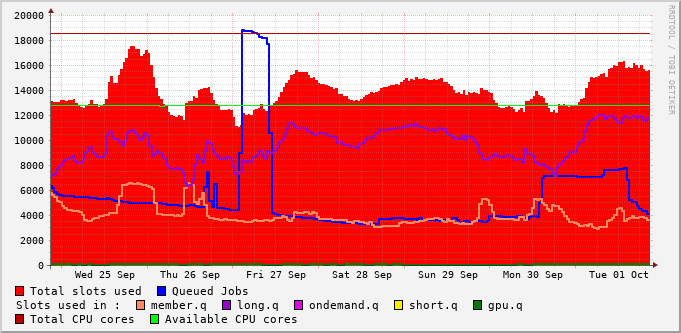 RRDTOOL / TOBI OETIKER
20000
18000
16000
14000
12000
10000
8000
6000
4000
2000
0
Wed 25 Sep Thu 26 Sep Fri 27 Sep Sat 28 Sep Sun 29 Sep Mon 30 Sep Tue 01 Oct
Total slots used Queued Jobs
Slots used in : member.q long.q ondemand.q short.q gpu.q
Total CPU cores Available CPU cores